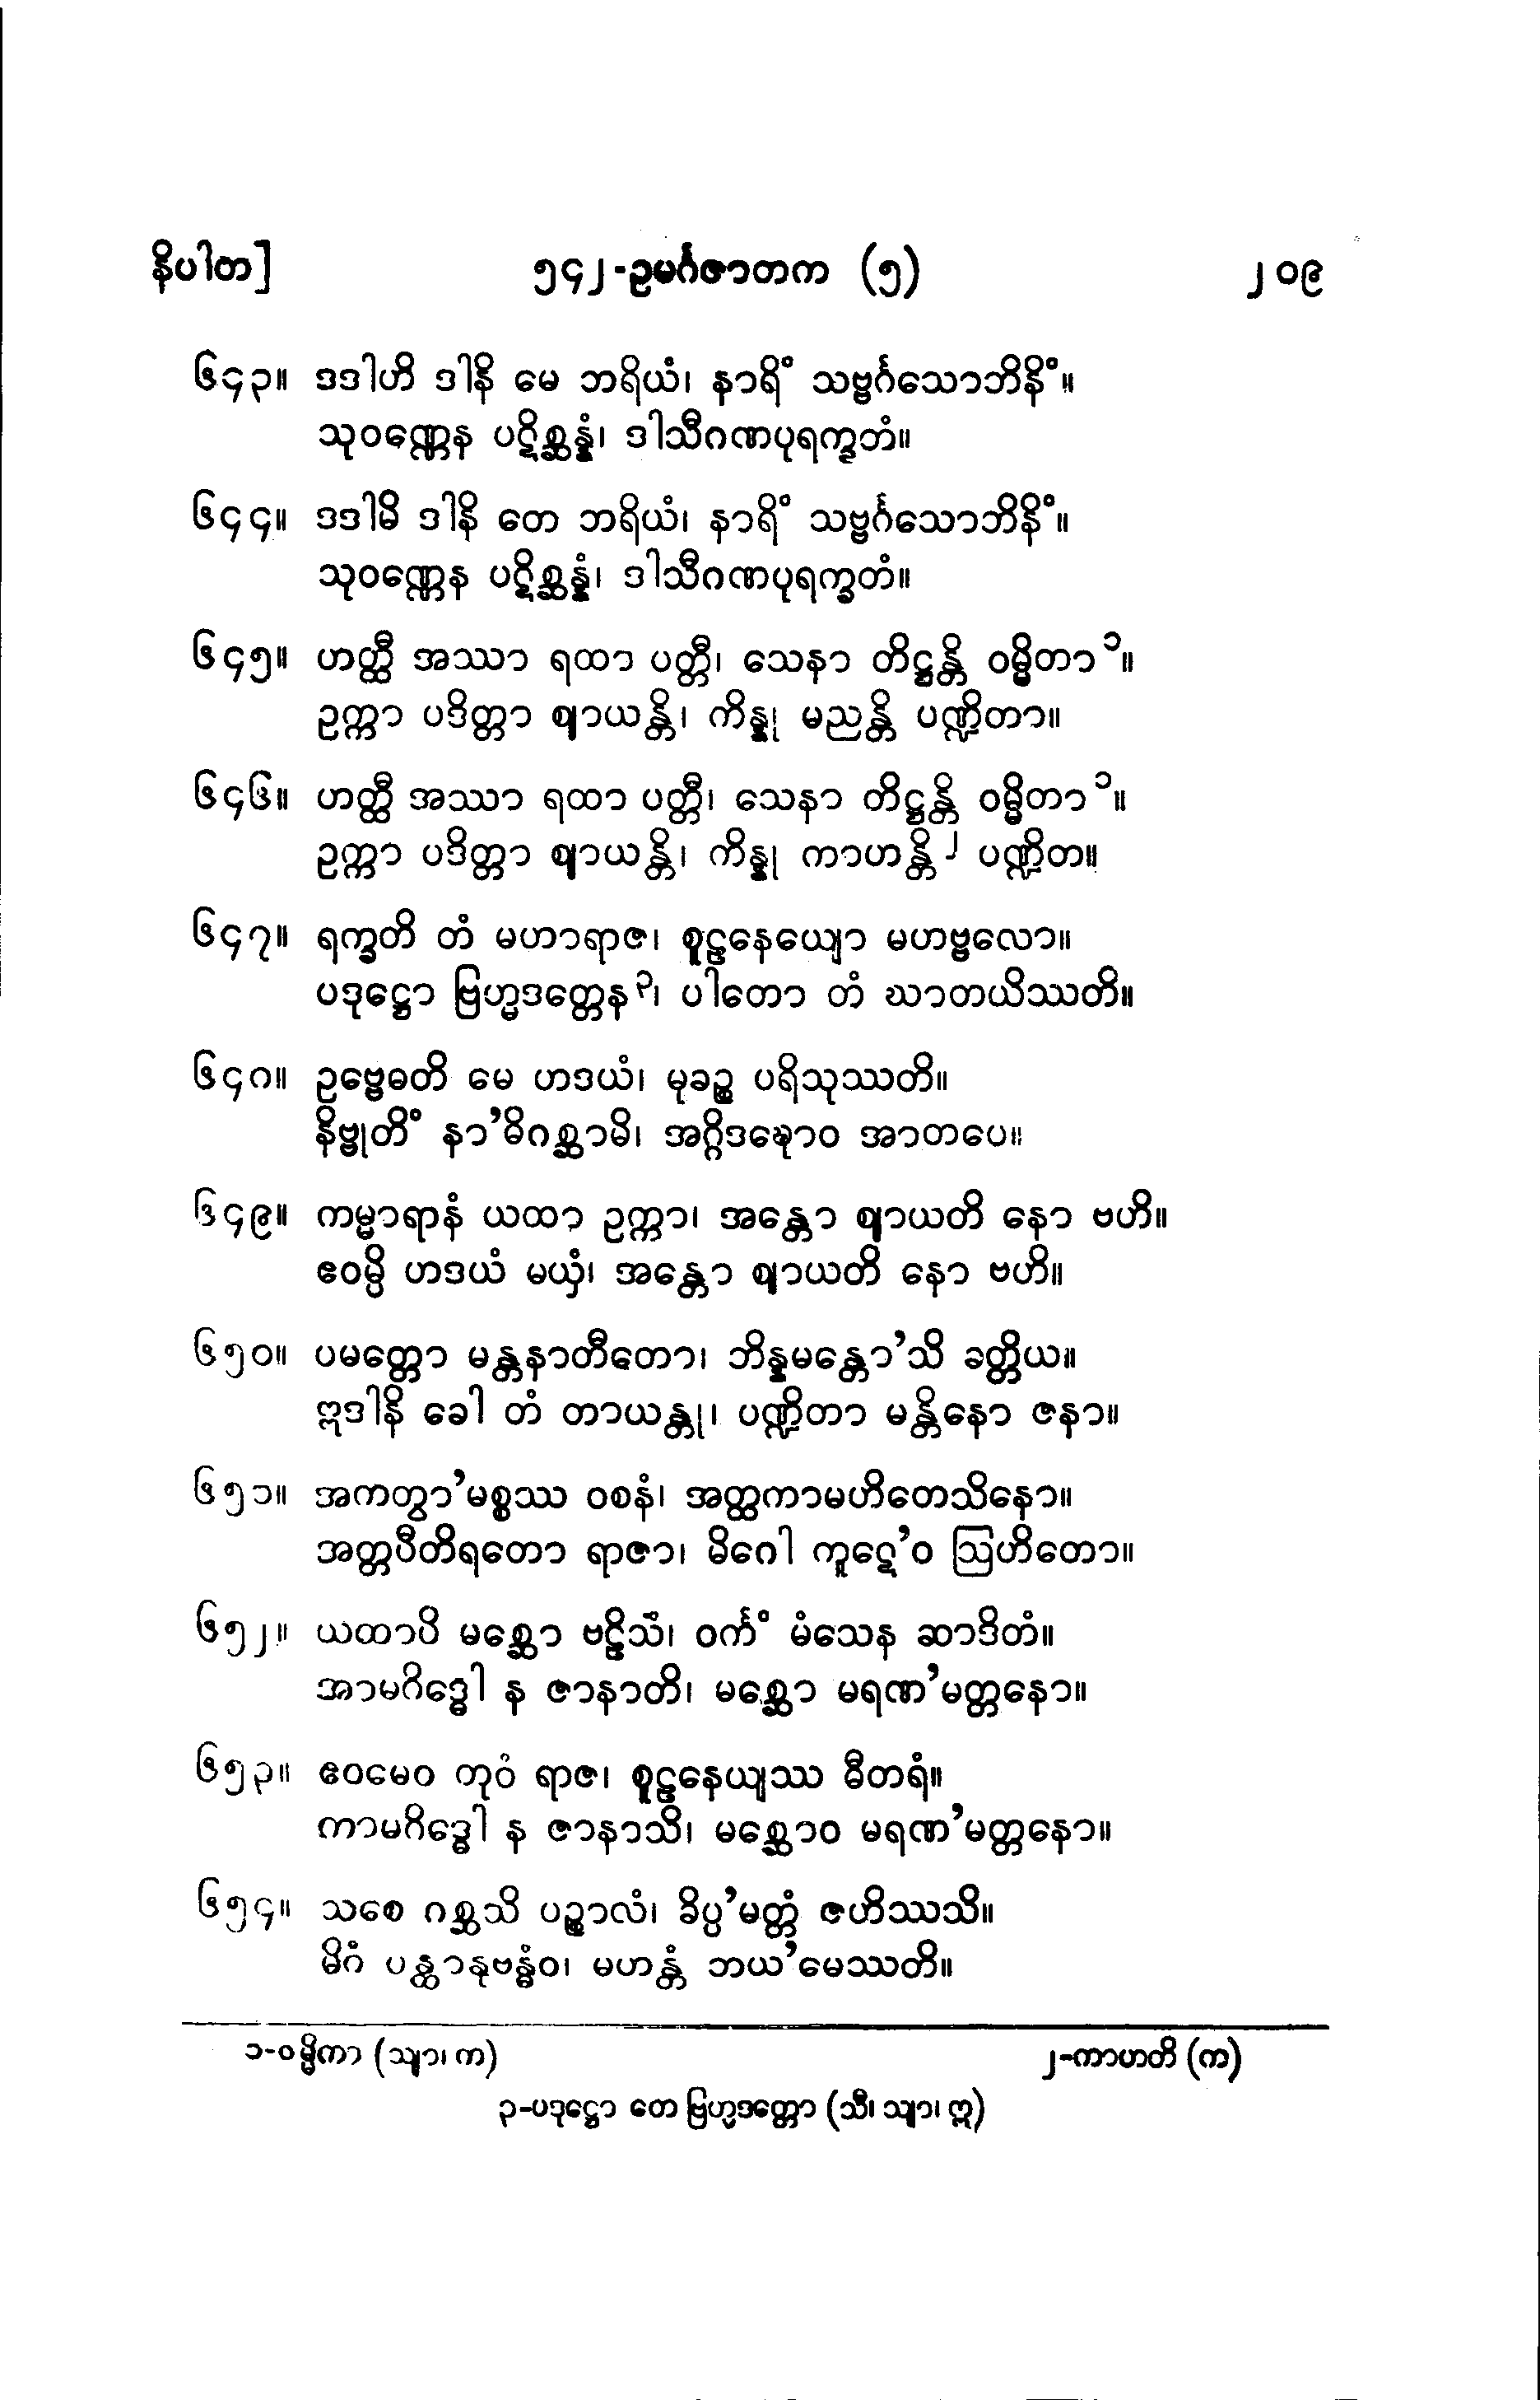 နိပါတ] ၅၄၂-ဥမင်္ဂဇာတက (၅) ၂၀၉
၆၄၃။ ဒဒါဟိ ဒါနိ မေ ဘရိယံ၊ နာရိံ သဗ္ဗင်္ဂသောဘိနိံ။
သုဝဏ္ဏေန ပဋိစ္ဆန္နံ၊ ဒါသီဂဏပုရက္ခတံ။
၆၄၄။ ဒဒါမိ ဒါနိ တေ ဘရိယံ၊ နာရိံ သဗ္ဗင်္ဂသောဘိနိံ။
သုဝဏ္ဏေန ပဋိစ္ဆန္နံ၊ ဒါသီဂဏပုရက္ခတံ။
၆၄၅။ ဟတ္ထီ အဿာ ရထာ ပတ္တီ၊ သေနာ တိဋ္ဌန္တိ ဝမ္မိတာ ၁။
ဥက္ကာ ပဒိတ္တာ ဈာယန္တိ၊ ကိန္နု မညန္တိ ပဏ္ဍိတာ။
၆၄၆။ ဟတ္ထီ အဿာ ရထာ ပတ္တီ၊ သေနာ တိဋ္ဌန္တိ ဝမ္မိတာ ၁။
ဥက္ကာ ပဒိတ္တာ ဈာယန္တိ၊ ကိန္နု ကာဟန္တိ ၂ ပဏ္ဍိတ။
၆၄၇။ ရက္ခတိ တံ မဟာရာဇ၊ စူဠနေယျော မဟဗ္ဗလော။
ပဒုဋ္ဌော ဗြဟ္မဒတ္တေန ၃၊ ပါတော တံ ဃာတယိဿတိ။
၆၄၈။ ဥဗ္ဗေဓတိ မေ ဟဒယံ၊ မုခဉ္စ ပရိသုဿတိ။
နိဗ္ဗုတိံ နာ’ဓိဂစ္ဆာမိ၊ အဂ္ဂိဒဍ္ဎောဝ အာတပေ။
၆၄၉။ ကမ္မာရာနံ ယထာ ဥက္ကာ၊ အန္တော ဈာယတိ နော ဗဟိ။
ဧဝမ္ပိ ဟဒယံ မယှံ၊ အန္တော ဈာယတိ နော ဗဟိ။
၆၅၀။ ပမတ္တော မန္တနာတီတော၊ ဘိန္နမန္တော’သိ ခတ္တိယ။
ဣဒါနိ ခေါ တံ တာယန္တု၊ ပဏ္ဍိတာ မန္တိနော ဇနာ။
၆၅၁။ အကတွာ’မစ္စဿ ဝစနံ၊ အတ္ထကာမဟိတေသိနော။
အတ္တပီတိရတော ရာဇာ၊ မိဂေါ ကူဋေ’ဝ ဩဟိတော။
၆၅၂။ ယထာပိ မစ္ဆော ဗဠိသံ၊ ဝင်္ကံ မံသေန ဆာဒိတံ။
အာမဂိဒ္ဓေါ န ဇာနာတိ၊ မစ္ဆော မရဏ’မတ္တနော။
၆၅၃။ ဧဝမေဝ တုဝံ ရာဇ၊ စူဠနေယျဿ ဓီတရံ။
ကာမဂိဒ္ဓေါ န ဇာနာသိ၊ မစ္ဆောဝ မရဏ’မတ္တနော။
၆၅၄။ သစေ ဂစ္ဆသိ ပဉ္စာလံ၊ ခိပ္ပ’မတ္တံ ဇဟိဿသိ။
မိဂံ ပန္ထာနုဗန္ဓံဝ၊ မဟန္တံ ဘယ’မေဿတိ။
၁-ဝမ္မိကာ (သျာ၊ က) ၂-ကာဟတိ (က)
၃-ပဒုဋ္ဌော တေ ဗြဟ္မဒတ္တော (သီ၊ သျာ၊ ဣ)